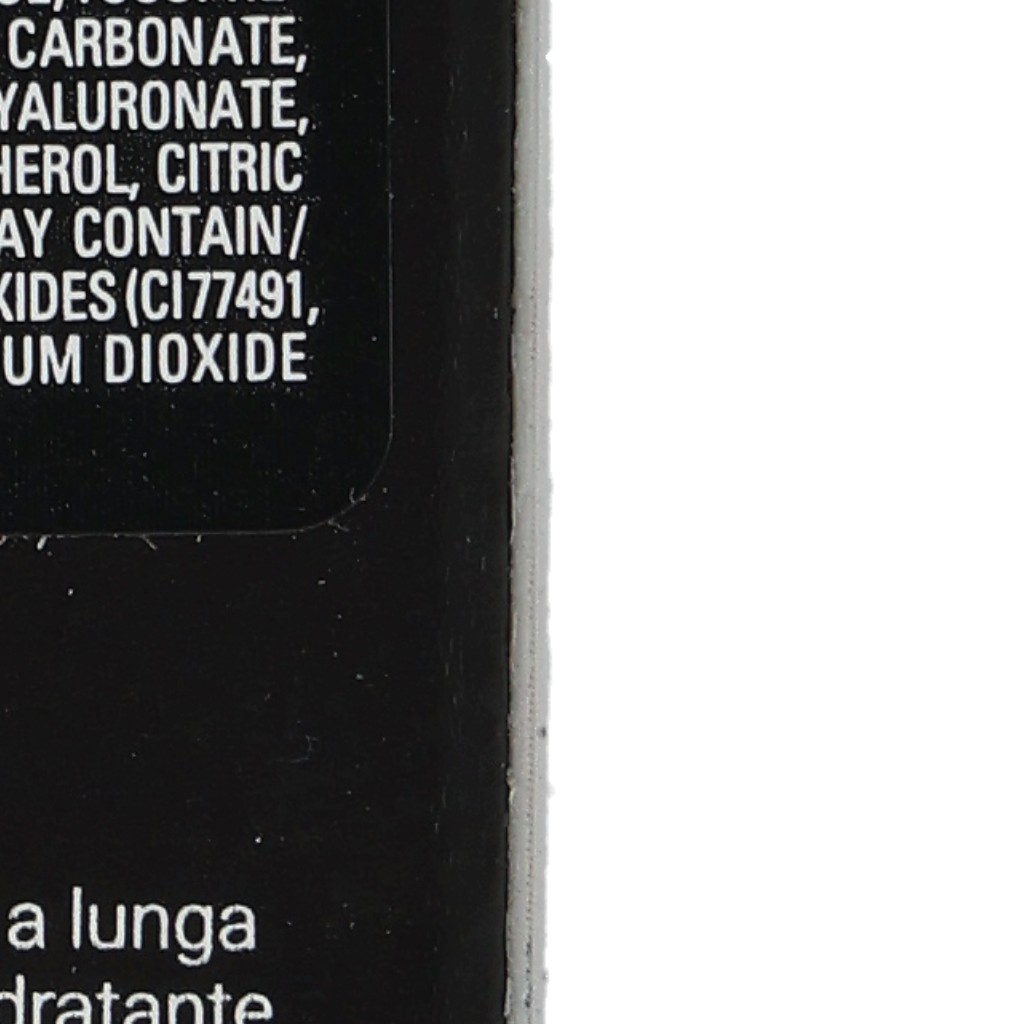 CARBONATE,
YALURONATE,
HEROL, CITRIC
AY CONTAIN/
XIDES (CI77491,
UM DIOXIDE
a lunga
dratante